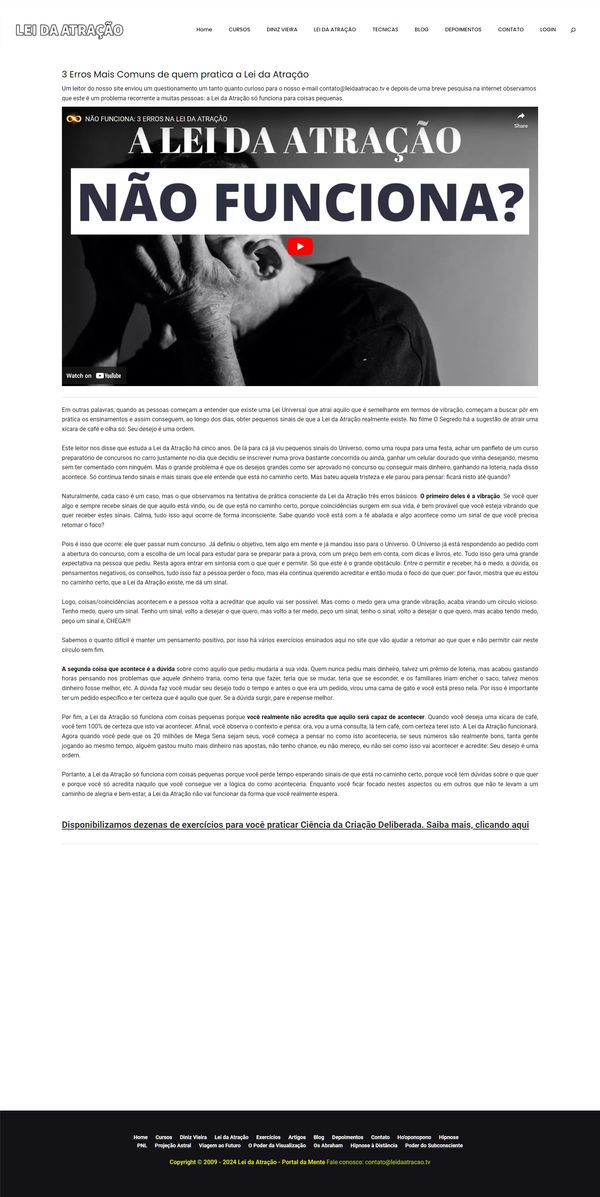 LEI DA ATRAÇÃO
Home CURSOS DINIZ VIEIRA LEI DA ATRAÇÃO TECNICAS BLOG DEPOIMENTOS CONTATO LOGIN
3 Erros Mais Comuns de quem pratica a Lei da Atração
Um leitor do nosso site enviou um questionamento um tanto quanto curioso para o nosso e-mail contato@leidaatracao.tv e depois de uma breve pesquisa na internet observamos
que este é um problema recorrente a muitas pessoas: a Lei da Atração só funciona para coisas pequenas.
NÃO FUNCIONA: 3 ERROS NA LEI DA ATRAÇÃO
Share
A LEI DA ATRAÇÃO
NÃO FUNCIONA?
Watch on YouTube
Em outras palavras, quando as pessoas começam a entender que existe uma Lei Universal que atrai aquilo que é semelhante em termos de vibração, começam a buscar pôr em
prática os ensinamentos e assim conseguem, ao longo dos dias, obter pequenos sinais de que a Lei da Atração realmente existe. No filme O Segredo há a sugestão de atrair uma
xícara de café e olha só: Seu desejo é uma ordem.
Este leitor nos disse que estuda a Lei da Atração há cinco anos. De lá para cá já viu pequenos sinais do Universo, como uma roupa para uma festa, achar um panfleto de um curso
preparatório de concursos no carro justamente no dia que decidiu se inscrever numa prova bastante concorrida ou ainda, ganhar um celular dourado que vinha desejando, mesmo
sem ter comentado com ninguém. Mas o grande problema é que os desejos grandes como ser aprovado no concurso ou conseguir mais dinheiro, ganhando na loteria, nada disso
acontece. Só continua tendo sinais e mais sinais que ele entende que está no caminho certo. Mas bateu aquela tristeza e ele parou para pensar: ficará nisto até quando?
Naturalmente, cada caso é um caso, mas o que observamos na tentativa de prática consciente da Lei da Atração três erros básicos. O primeiro deles é a vibração. Se você quer
algo e sempre recebe sinais de que aquilo está vindo, ou de que está no caminho certo, porque coincidências surgem em sua vida, é bem provável que você esteja vibrando que
quer receber estes sinais. Calma, tudo isso aqui ocorre de forma inconsciente. Sabe quando você está com a fé abalada e algo acontece como um sinal de que você precisa
retomar o foco?
Pois é isso que ocorre: ele quer passar num concurso. Já definiu o objetivo, tem algo em mente e já mandou isso para o Universo. O Universo já está respondendo ao pedido com
a abertura do concurso, com a escolha de um local para estudar para se preparar para a prova, com um preço bem em conta, com dicas e livros, etc. Tudo isso gera uma grande
expectativa na pessoa que pediu. Resta agora entrar em sintonia com o que quer e permitir. Só que este é o grande obstáculo. Entre o permitir e receber, há o medo, a dúvida, os
pensamentos negativos, os conselhos, tudo isso faz a pessoa perder o foco, mas ela continua querendo acreditar e então muda o foco do que quer: por favor, mostra que eu estou
no caminho certo, que a Lei da Atração existe, me dá um sinal.
Logo, coisas/coincidências acontecem e a pessoa volta a acreditar que aquilo vai ser possível. Mas como o medo gera uma grande vibração, acaba virando um círculo vicioso.
Tenho medo, quero um sinal. Tenho um sinal, volto a desejar o que quero, mas volto a ter medo, peço um sinal, tenho o sinal, volto a desejar o que quero, mas acabo tendo medo,
peço um sinal e, CHEGA!!!
Sabemos o quanto difícil é manter um pensamento positivo, por isso há vários exercícios ensinados aqui no site que vão ajudar a retomar ao que quer e não permitir cair neste
círculo sem fim.
A segunda coisa que acontece é a dúvida sobre como aquilo que pediu mudaria a sua vida. Quem nunca pediu mais dinheiro, talvez um prêmio de loteria, mas acabou gastando
horas pensando nos problemas que aquele dinheiro traria, como teria que fazer, teria que se mudar, teria que se esconder, e os familiares iriam encher o saco, talvez menos
dinheiro fosse melhor, etc. A dúvida faz você mudar seu desejo todo o tempo e antes o que era um pedido, virou uma cama de gato e você está preso nela. Por isso é importante
ter um pedido específico e ter certeza que é aquilo que quer. Se a dúvida surgir, pare e repense melhor.
Por fim, a Lei da Atração só funciona com coisas pequenas porque você realmente não acredita que aquilo será capaz de acontecer. Quando você deseja uma xícara de café,
você tem 100% de certeza que isto vai acontecer. Afinal, você observa o contexto e pensa: ora, vou a uma consulta, lá tem café, com certeza terei isto. A Lei da Atração funcionará.
Agora quando você pede que os 20 milhões de Mega Sena sejam seus, você começa a pensar no como isto aconteceria, se seus números são realmente bons, tanta gente
jogando ao mesmo tempo, alguém gastou muito mais dinheiro nas apostas, não tenho chance, eu não mereço, eu não sei como isso vai acontecer e acredite: Seu desejo é uma
ordem.
Portanto, a Lei da Atração só funciona com coisas pequenas porque você perde tempo esperando sinais de que está no caminho certo, porque você tem dúvidas sobre o que quer
e porque você só acredita naquilo que você consegue ver a lógica do como aconteceria. Enquanto você ficar focado nestes aspectos ou em outros que não te levam a um
caminho de alegria e bem-estar, a Lei da Atração não vai funcionar da forma que você realmente espera.
Disponibilizamos dezenas de exercícios para você praticar Ciência da Criação Deliberada. Saiba mais, clicando aqui
Home Cursos Diniz Vieira Lei da Atração Exercícios Artigos Blog Depoimentos Contato Ho'oponopono Hipnose
PNL Projeção Astral Viagem ao Futuro O Poder da Visualização Os Abraham Hipnose à Distância Poder do Subconsciente
Copyright © 2009 - 2024 Lei da Atração - Portal da Mente Fale conosco: contato@leidaatracao.tv